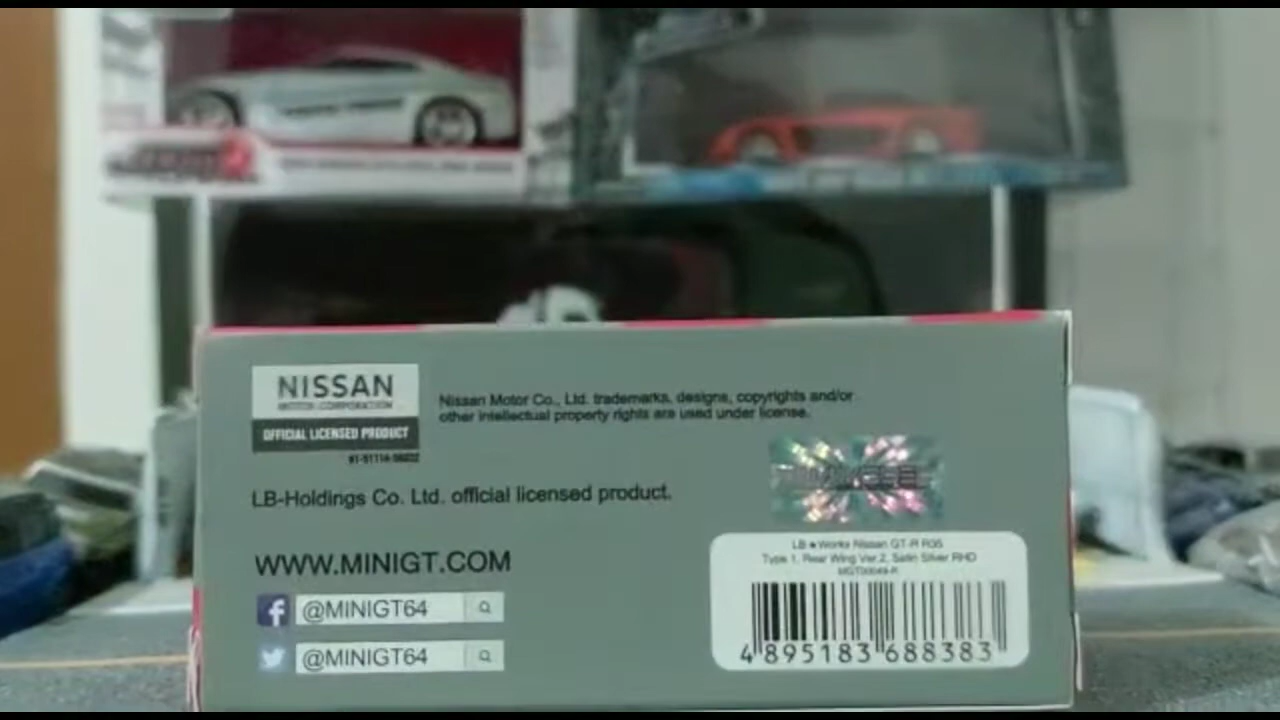 NISSAN
MOTOR CORPORATION
OFFICIAL LICENSED PRODUCT
Nissan Motor Co., Ltd. trademarks, designs, copyrights and/or
other intellectual property rights are used under license.
LB-Holdings Co. Ltd. official licensed product.
WWW.MINIGT.COM
@MINIGT64
@MINIGT64
LB★Works Nissan GT-R R35
Type 1, Rear Wing Ver.2, Satin Silver RHD
4 895183 688383